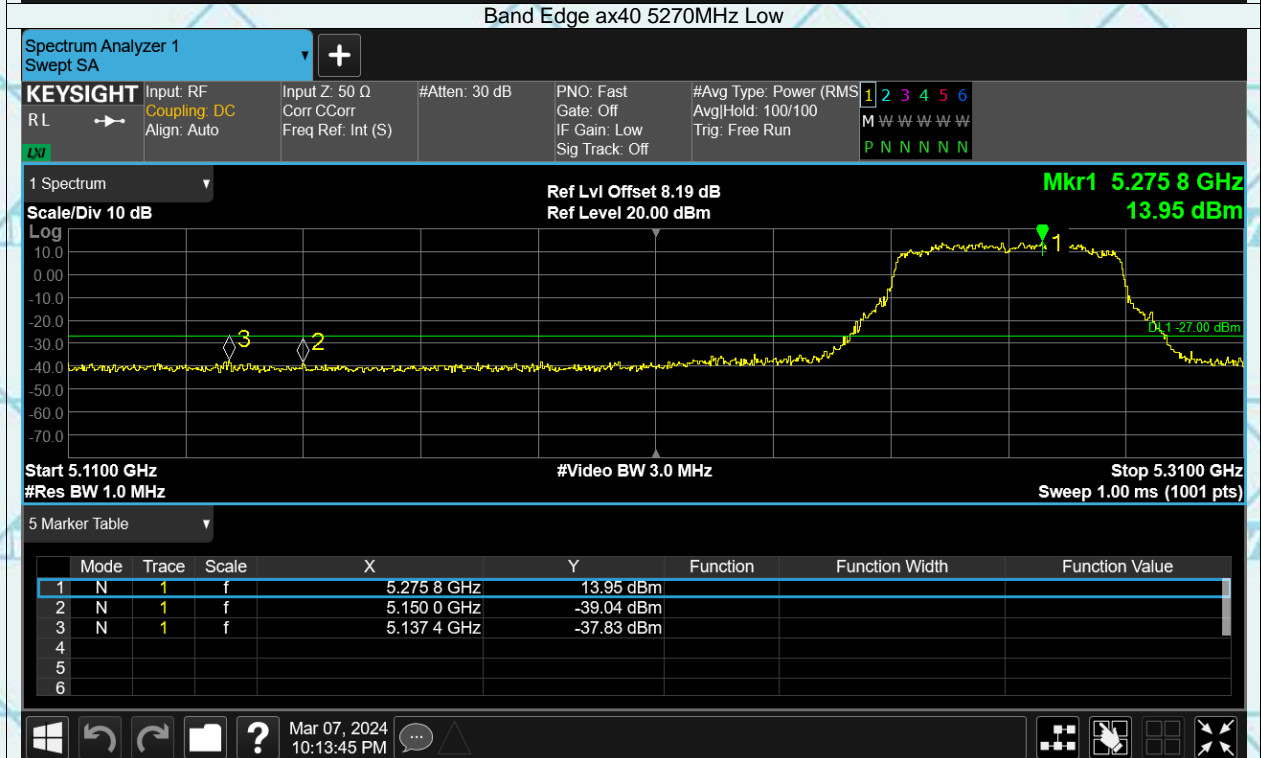 Band Edge ax40 5270MHz Low
Spectrum Analyzer 1
Swept SA
KEYSIGHT
R L
LXI
Input: RF
Coupling: DC
Align: Auto
Input Z: 50 Ω
Corr CCorr
Freq Ref: Int (S)
#Atten: 30 dB
PNO: Fast
Gate: Off
IF Gain: Low
Sig Track: Off
#Avg Type: Power (RMS
Avg|Hold: 100/100
Trig: Free Run
1 2 3 4 5 6
M W W W W W
P N N N N N
1 Spectrum
Scale/Div 10 dB
Ref Lvl Offset 8.19 dB
Ref Level 20.00 dBm
Mkr1 5.275 8 GHz
13.95 dBm
Log
10.0
0.00
-10.0
-20.0
-30.0
-40.0
-50.0
-60.0
-70.0
1
3
2
DL1 -27.00 dBm
Start 5.1100 GHz
#Video BW 3.0 MHz
Stop 5.3100 GHz
#Res BW 1.0 MHz
Sweep 1.00 ms (1001 pts)
5 Marker Table
Mode Trace Scale X Y Function Function Width Function Value
1 N 1 f 5.275 8 GHz 13.95 dBm
2 N 1 f 5.150 0 GHz -39.04 dBm
3 N 1 f 5.137 4 GHz -37.83 dBm
4
5
6
?
Mar 07, 2024
10:13:45 PM